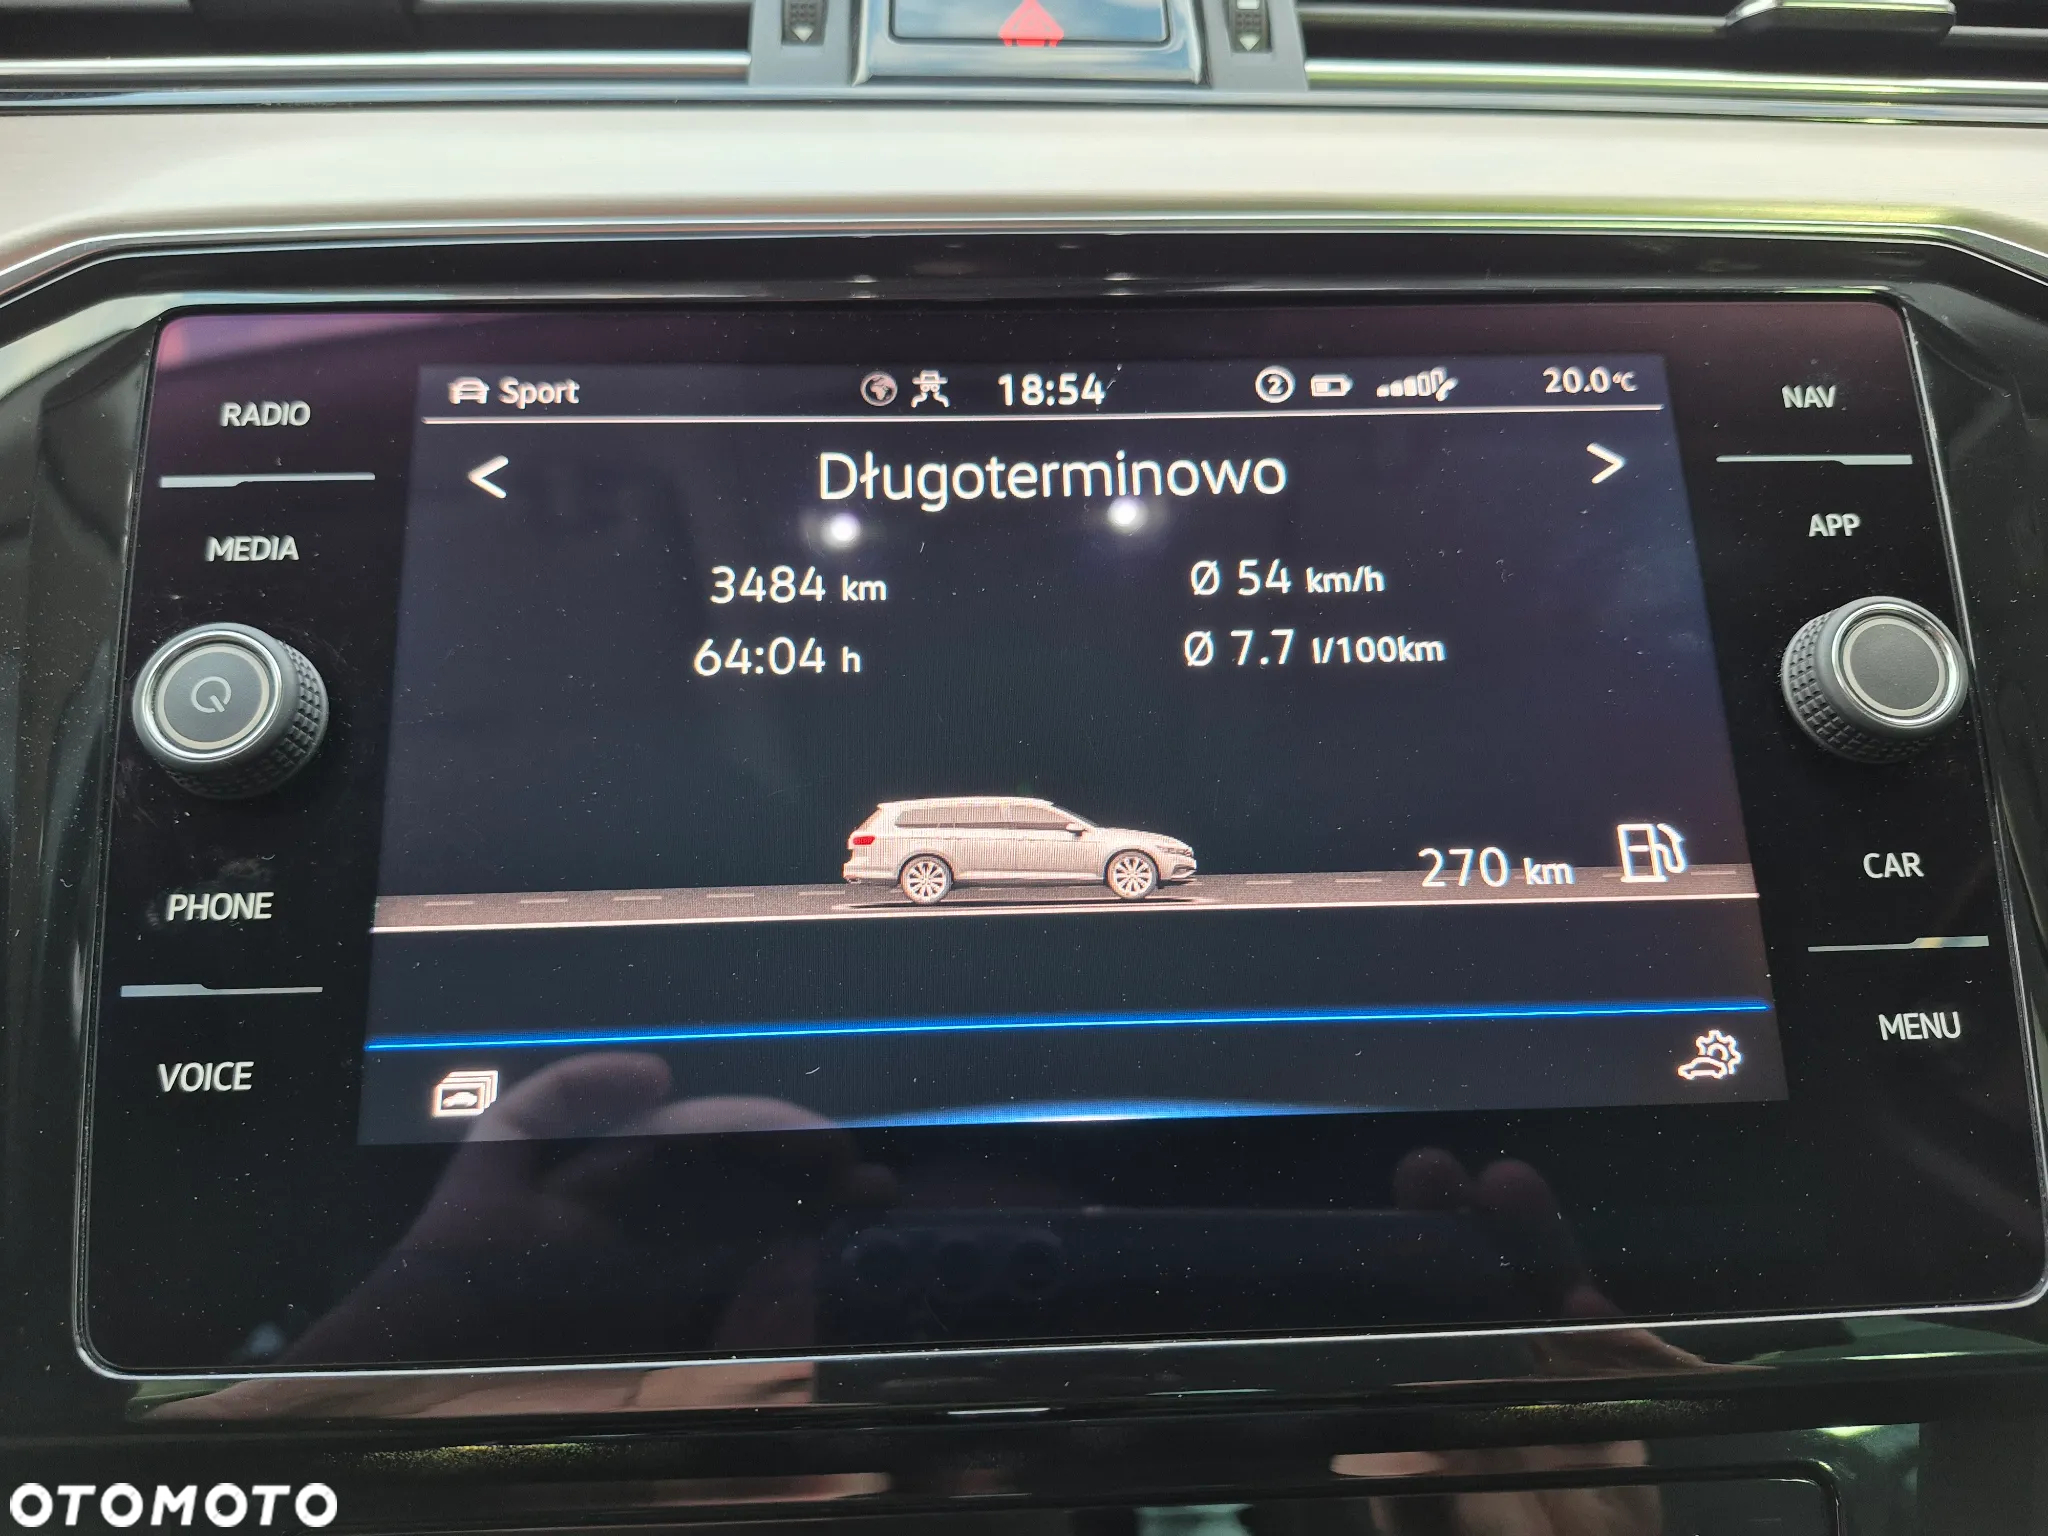 Sport 18:54 2 20.0°C
RADIO
NAV
< Długoterminowo >
MEDIA
APP
3484 km Ø 54 km/h
64:04 h Ø 7.7 l/100km
270 km
CAR
PHONE
MENU
VOICE
OTOMOTO